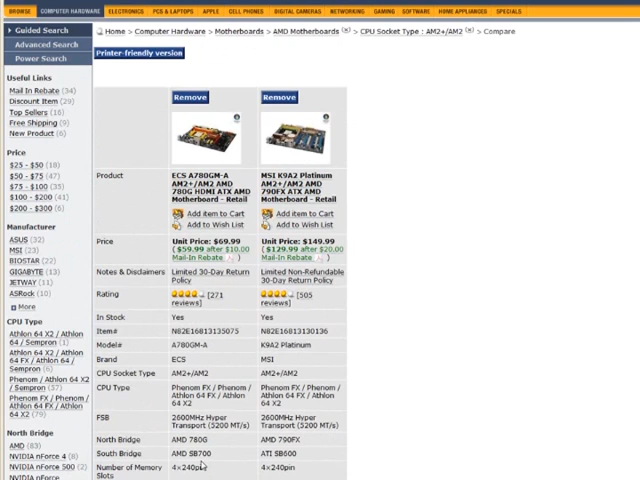 BROWSE COMPUTER HARDWARE ELECTRONICS PCS & LAPTOPS APPLE CELL PHONES DIGITAL CAMERAS NETWORKING GAMING SOFTWARE HOME APPLIANCES SPECIALS
Guided Search
Advanced Search
Power Search
Home > Computer Hardware > Motherboards > AMD Motherboards > CPU Socket Type : AM2+/AM2 > Compare
Printer-friendly version
Useful Links
Mail In Rebate (34)
Discount Item (29)
Top Sellers (16)
Free Shipping (9)
New Product (6)
Price
$25 - $50 (18)
$50 - $75 (47)
$75 - $100 (35)
$100 - $200 (41)
$200 - $300 (6)
Manufacturer
ASUS (32)
MSI (23)
BIOSTAR (22)
GIGABYTE (13)
JETWAY (11)
ASRock (10)
More
CPU Type
Athlon 64 X2 / Athlon
64 / Sempron (1)
Athlon 64 X2 / Athlon
64 FX / Athlon 64 /
Sempron (6)
Phenom / Athlon 64 X2
/ Sempron (57)
Phenom FX / Phenom /
Athlon 64 FX / Athlon
64 X2 (79)
North Bridge
AMD (83)
NVIDIA nForce 4 (8)
NVIDIA nForce 500 (2)
NVIDIA nForce
Remove Remove
Product
ECS A780GM-A
AM2+/AM2 AMD
780G HDMI ATX AMD
Motherboard - Retail
Add item to Cart
Add to Wish List
MSI K9A2 Platinum
AM2+/AM2 AMD
790FX ATX AMD
Motherboard - Retail
Add item to Cart
Add to Wish List
Price
Unit Price: $69.99
( $59.99 after $10.00
Mail-In Rebate )
Unit Price: $149.99
( $129.99 after $20.00
Mail-In Rebate )
Notes & Disclaimers
Limited 30-Day Return
Policy
Limited Non-Refundable
30-Day Return Policy
Rating
[271
reviews]
[505
reviews]
In Stock Yes Yes
Item# N82E16813135075 N82E16813130136
Model# A780GM-A K9A2 Platinum
Brand ECS MSI
CPU Socket Type AM2+/AM2 AM2+/AM2
CPU Type
Phenom FX / Phenom /
Athlon 64 FX / Athlon
64 X2
Phenom FX / Phenom /
Athlon 64 FX / Athlon
64 X2
FSB
2600MHz Hyper
Transport (5200 MT/s)
2600MHz Hyper
Transport (5200 MT/s)
North Bridge AMD 780G AMD 790FX
South Bridge AMD SB700 ATI SB600
Number of Memory
Slots
4×240pin 4×240pin